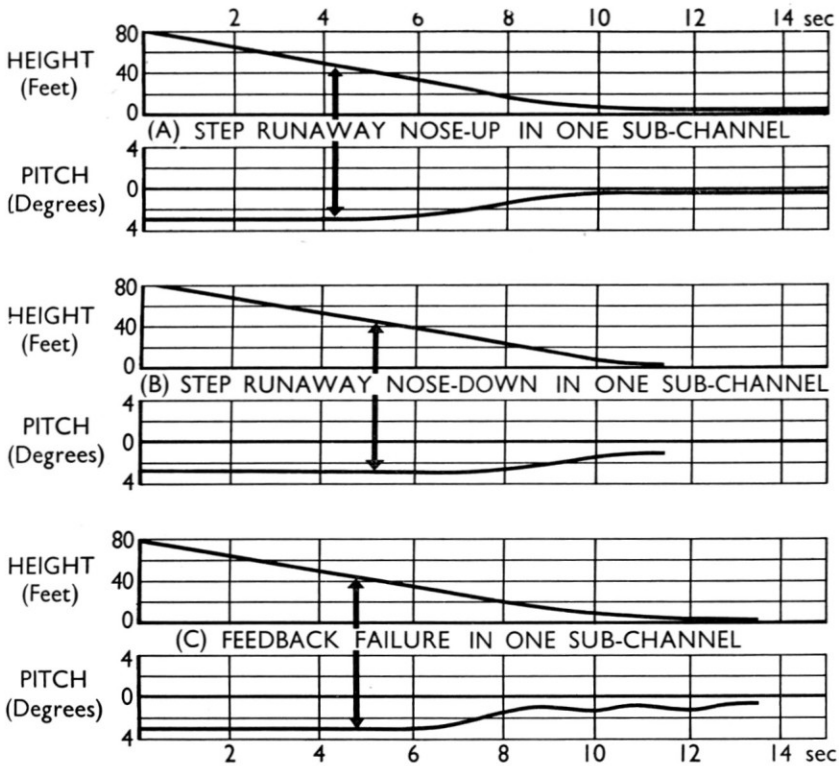 2 4 6 8 10 12 14 sec
80
HEIGHT
(Feet)
40
0
(A) STEP RUNAWAY NOSE-UP IN ONE SUB-CHANNEL
4
PITCH
(Degrees)
0
4
80
HEIGHT
(Feet)
40
0
(B) STEP RUNAWAY NOSE-DOWN IN ONE SUB-CHANNEL
4
PITCH
(Degrees)
0
4
80
HEIGHT
(Feet)
40
0
(C) FEEDBACK FAILURE IN ONE SUB-CHANNEL
4
PITCH
(Degrees)
0
4
2 4 6 8 10 12 14 sec